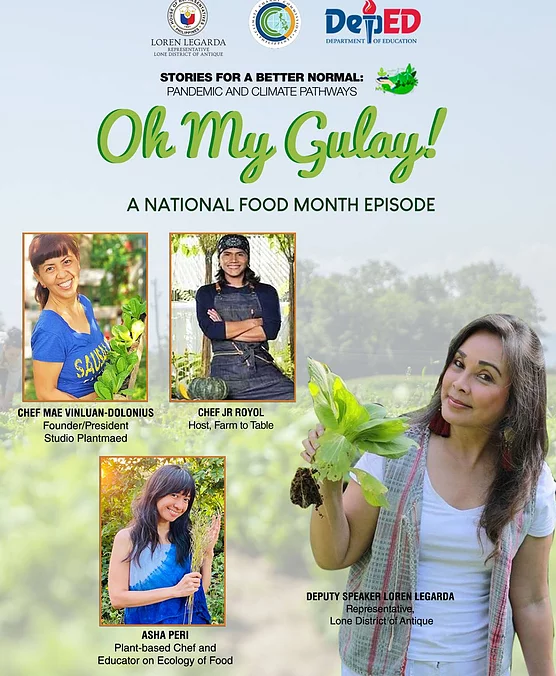 LOREN LEGARDA
REPRESENTATIVE
LONE DISTRICT OF ANTIQUE
DepED
DEPARTMENT OF EDUCATION
STORIES FOR A BETTER NORMAL:
PANDEMIC AND CLIMATE PATHWAYS
Oh My Gulay!
A NATIONAL FOOD MONTH EPISODE
CHEF MAE VINLUAN-DOLONIUS
Founder/President
Studio Plantmaed
CHEF JR ROYOL
Host, Farm to Table
ASHA PERI
Plant-based Chef and
Educator on Ecology of Food
DEPUTY SPEAKER LOREN LEGARDA
Representative,
Lone District of Antique